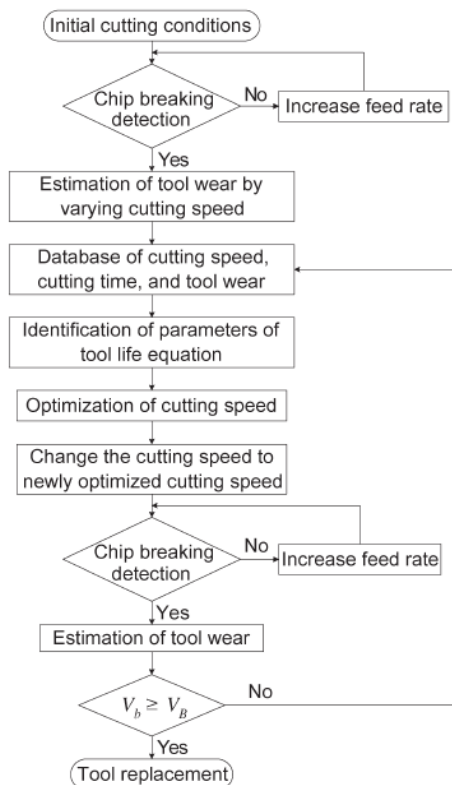 Initial cutting conditions
Chip breaking
detection
No
Increase feed rate
Yes
Estimation of tool wear by
varying cutting speed
Database of cutting speed,
cutting time, and tool wear
Identification of parameters of
tool life equation
Optimization of cutting speed
Change the cutting speed to
newly optimized cutting speed
Chip breaking
detection
No
Increase feed rate
Yes
Estimation of tool wear
V_b ≥ V_B
No
Yes
Tool replacement